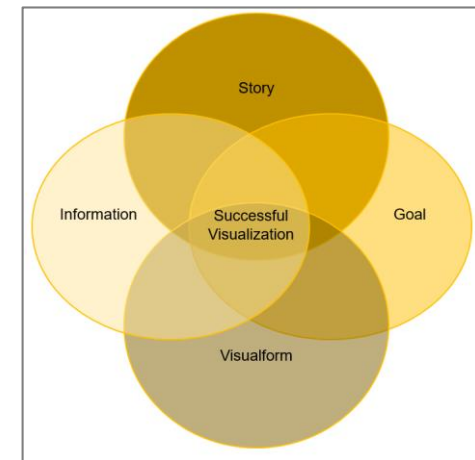 Story
Information
Successful
Visualization
Goal
Visualform